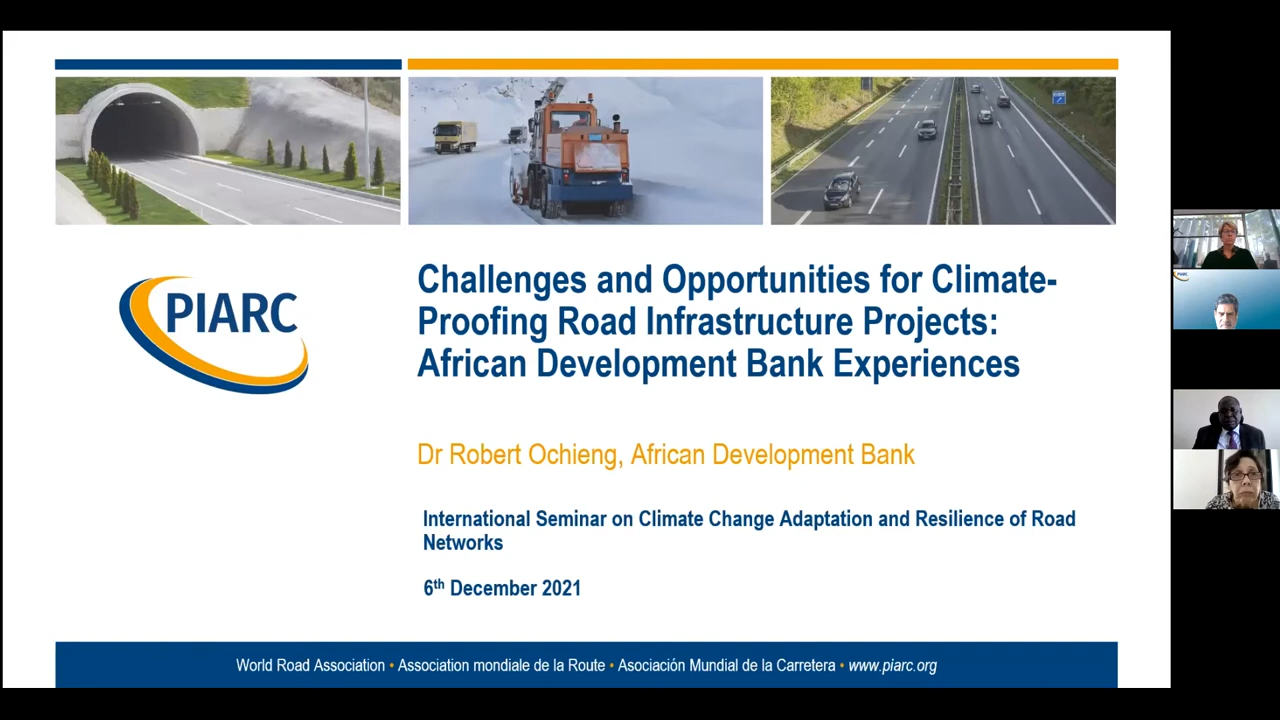 PIARC
Challenges and Opportunities for Climate-
Proofing Road Infrastructure Projects:
African Development Bank Experiences
Dr Robert Ochieng, African Development Bank
International Seminar on Climate Change Adaptation and Resilience of Road
Networks
6th December 2021
World Road Association • Association mondiale de la Route • Asociación Mundial de la Carretera • www.piarc.org
PIARC